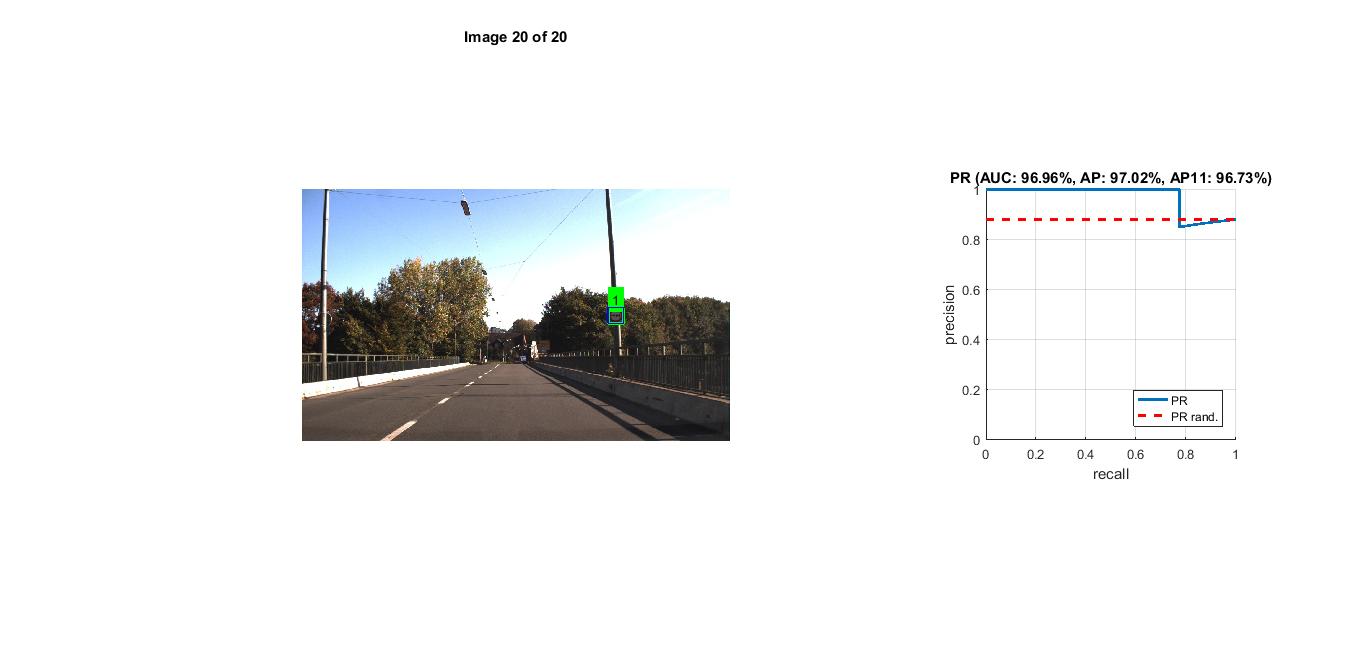 Image 20 of 20
1
PR (AUC: 96.96%, AP: 97.02%, AP11: 96.73%)
precision
1
0.8
0.6
0.4
0.2
0
PR
PR rand.
0 0.2 0.4 0.6 0.8 1
recall